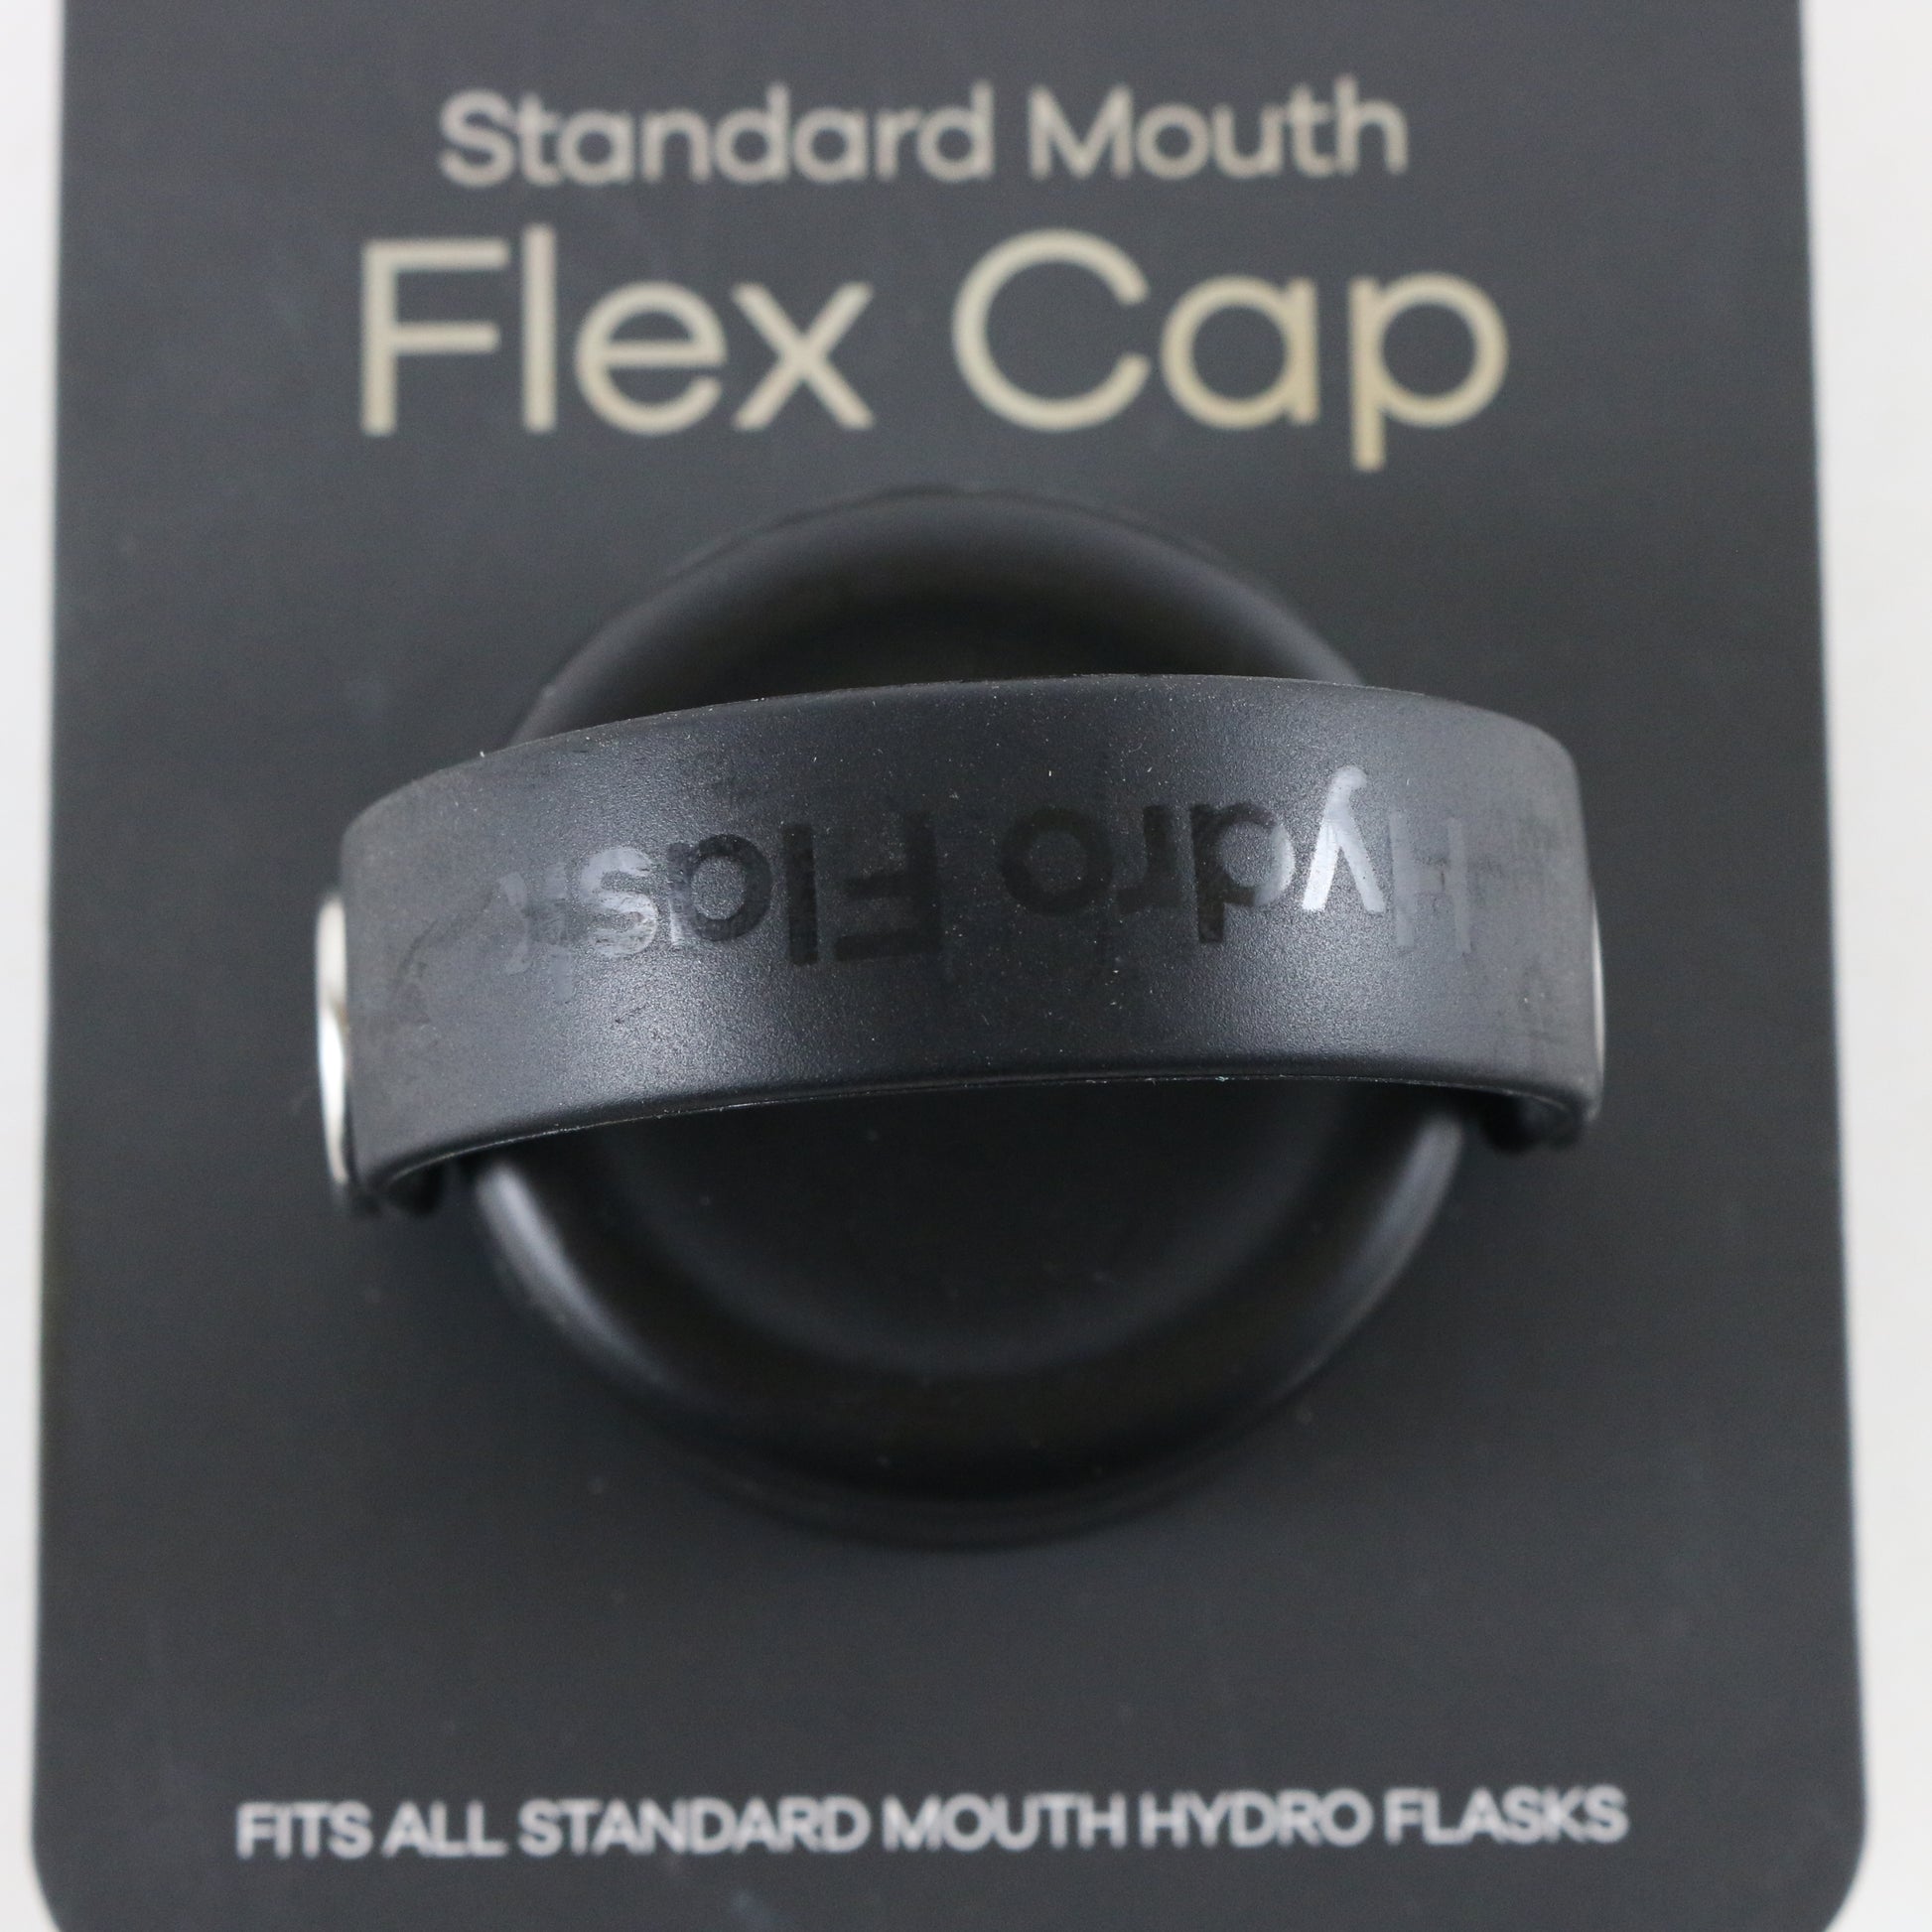 Standard Mouth
Flex Cap
Hydro Flask
FITS ALL STANDARD MOUTH HYDRO FLASKS